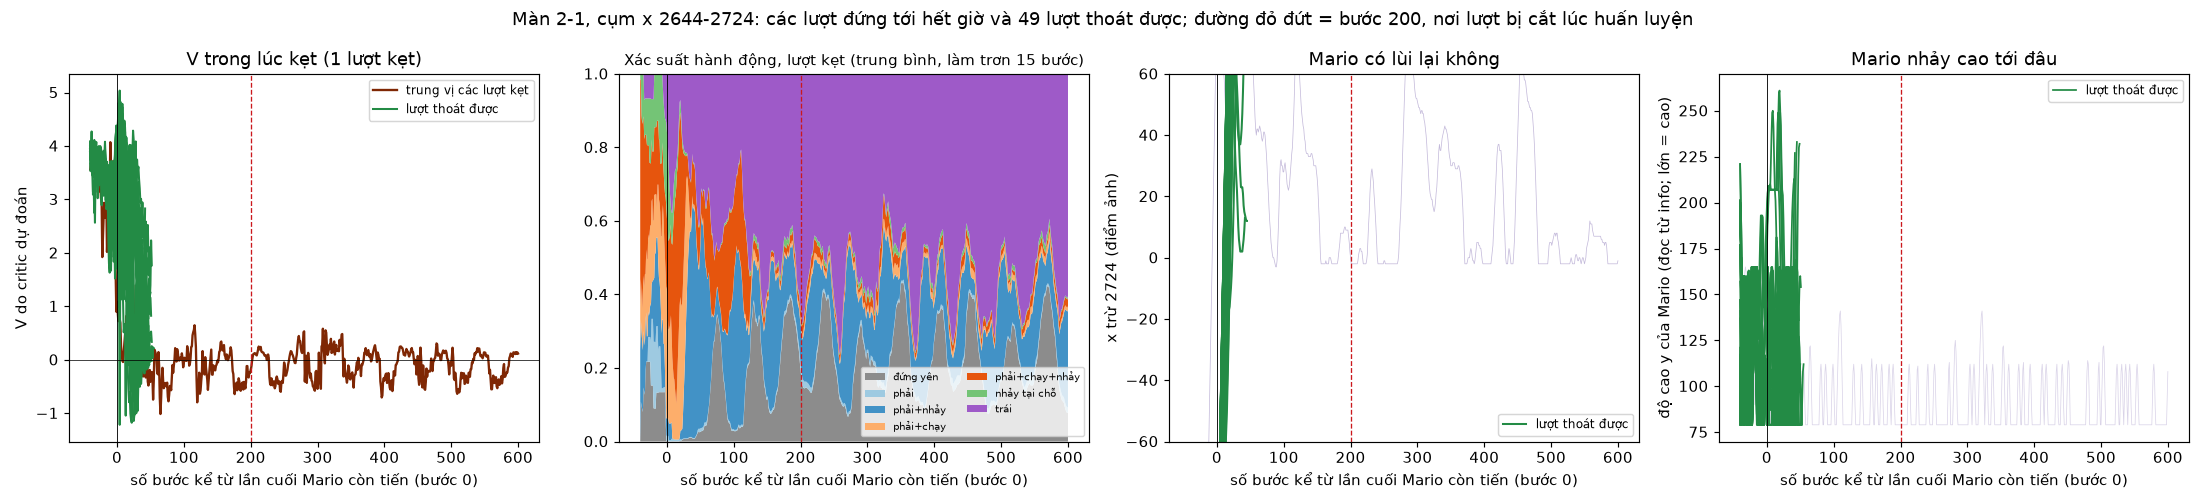 Màn 2-1, cụm x 2644-2724: các lượt đứng tới hết giờ và 49 lượt thoát được; đường đỏ đứt = bước 200, nơi lượt bị cắt lúc huấn luyện
V trong lúc kẹt (1 lượt kẹt)
V do critic dự đoán
5
4
3
2
1
0
−1
trung vị các lượt kẹt
lượt thoát được
0
100
200
300
400
500
600
số bước kể từ lần cuối Mario còn tiến (bước 0)
Xác suất hành động, lượt kẹt (trung bình, làm trơn 15 bước)
1.0
0.8
0.6
0.4
0.2
0.0
đứng yên
phải
phải+nhảy
phải+chạy
phải+chạy+nhảy
nhảy tại chỗ
trái
0
100
200
300
400
500
600
số bước kể từ lần cuối Mario còn tiến (bước 0)
Mario có lùi lại không
x trừ 2724 (điểm ảnh)
60
40
20
0
−20
−40
−60
lượt thoát được
0
100
200
300
400
500
600
số bước kể từ lần cuối Mario còn tiến (bước 0)
Mario nhảy cao tới đâu
độ cao y của Mario (đọc từ info; lớn = cao)
250
225
200
175
150
125
100
75
lượt thoát được
0
100
200
300
400
500
600
số bước kể từ lần cuối Mario còn tiến (bước 0)